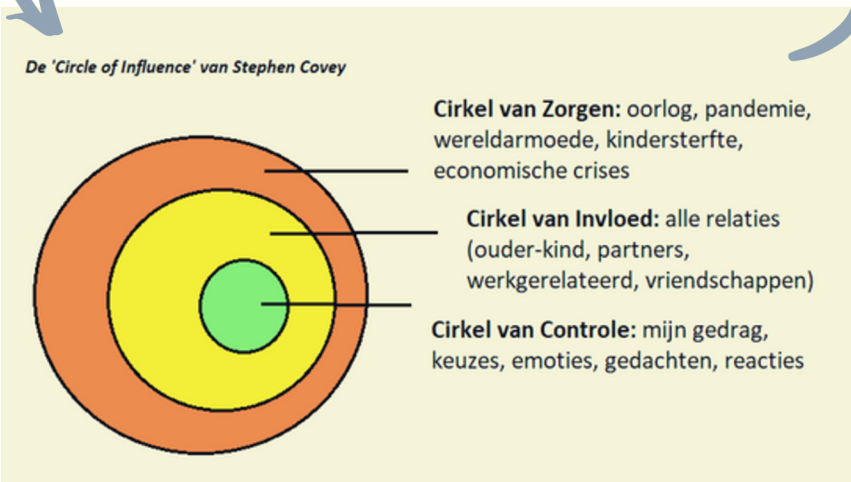 De 'Circle of Influence' van Stephen Covey
Cirkel van Zorgen: oorlog, pandemie,
wereldarmoede, kindersterfte,
economische crises
Cirkel van Invloed: alle relaties
(ouder-kind, partners,
werkgerelateerd, vriendschappen)
Cirkel van Controle: mijn gedrag,
keuzes, emoties, gedachten, reacties